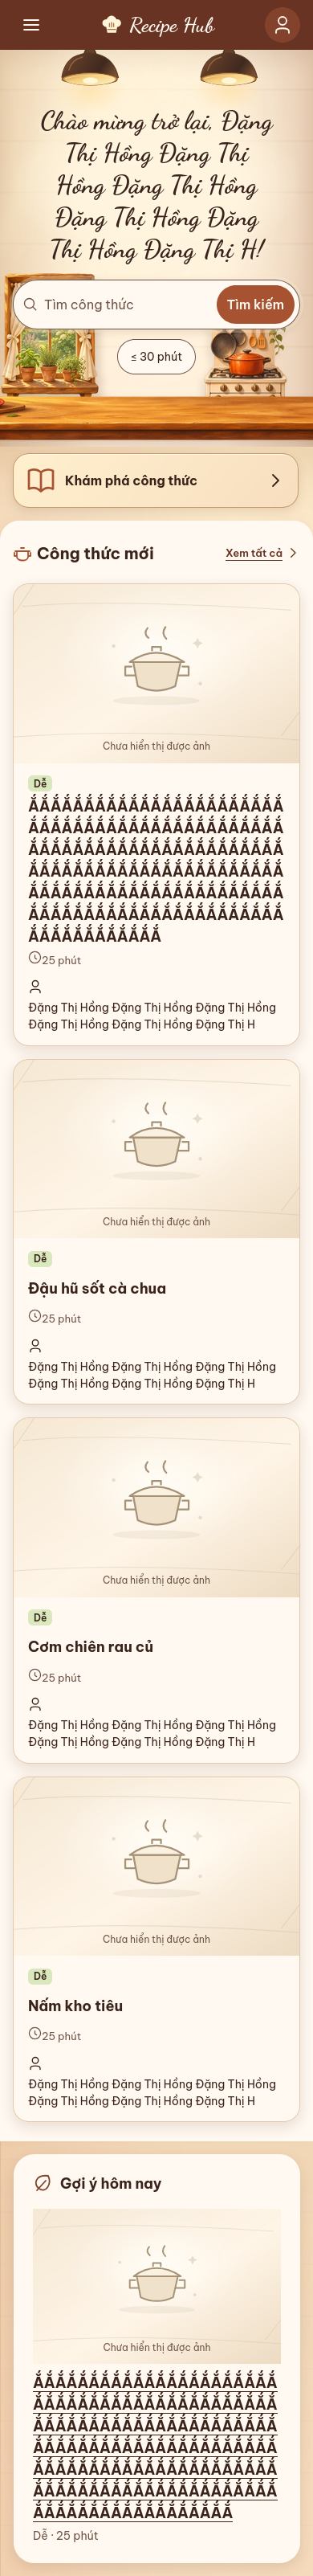 Recipe Hub
Chào mừng trở lại, Đặng
Thị Hồng Đặng Thị
Hồng Đặng Thị Hồng
Đặng Thị Hồng Đặng
Thị Hồng Đặng Thị H!
Tìm công thức
Tìm kiếm
≤ 30 phút
Khám phá công thức
Công thức mới
Xem tất cả
Chưa hiển thị được ảnh
Dễ
ẮẮẮẮẮẮẮẮẮẮẮẮẮẮẮẮẮẮẮẮẮẮẮ
ẮẮẮẮẮẮẮẮẮẮẮẮẮẮẮẮẮẮẮẮẮẮẮ
ẮẮẮẮẮẮẮẮẮẮẮẮẮẮẮẮẮẮẮẮẮẮẮ
ẮẮẮẮẮẮẮẮẮẮẮẮẮẮẮẮẮẮẮẮẮẮẮ
ẮẮẮẮẮẮẮẮẮẮẮẮẮẮẮẮẮẮẮẮẮẮẮ
ẮẮẮẮẮẮẮẮẮẮẮẮẮẮẮẮẮẮẮẮẮẮẮ
ẮẮẮẮẮẮẮẮẮẮẮẮ
25 phút
Đặng Thị Hồng Đặng Thị Hồng Đặng Thị Hồng
Đặng Thị Hồng Đặng Thị Hồng Đặng Thị H
Chưa hiển thị được ảnh
Dễ
Đậu hũ sốt cà chua
25 phút
Đặng Thị Hồng Đặng Thị Hồng Đặng Thị Hồng
Đặng Thị Hồng Đặng Thị Hồng Đặng Thị H
Chưa hiển thị được ảnh
Dễ
Cơm chiên rau củ
25 phút
Đặng Thị Hồng Đặng Thị Hồng Đặng Thị Hồng
Đặng Thị Hồng Đặng Thị Hồng Đặng Thị H
Chưa hiển thị được ảnh
Dễ
Nấm kho tiêu
25 phút
Đặng Thị Hồng Đặng Thị Hồng Đặng Thị Hồng
Đặng Thị Hồng Đặng Thị Hồng Đặng Thị H
Gợi ý hôm nay
Chưa hiển thị được ảnh
ẮẮẮẮẮẮẮẮẮẮẮẮẮẮẮẮẮẮẮẮẮẮ
ẮẮẮẮẮẮẮẮẮẮẮẮẮẮẮẮẮẮẮẮẮẮ
ẮẮẮẮẮẮẮẮẮẮẮẮẮẮẮẮẮẮẮẮẮẮ
ẮẮẮẮẮẮẮẮẮẮẮẮẮẮẮẮẮẮẮẮẮẮ
ẮẮẮẮẮẮẮẮẮẮẮẮẮẮẮẮẮẮẮẮẮẮ
ẮẮẮẮẮẮẮẮẮẮẮẮẮẮẮẮẮẮẮẮẮẮ
ẮẮẮẮẮẮẮẮẮẮẮẮẮẮẮẮẮẮ
Dễ · 25 phút